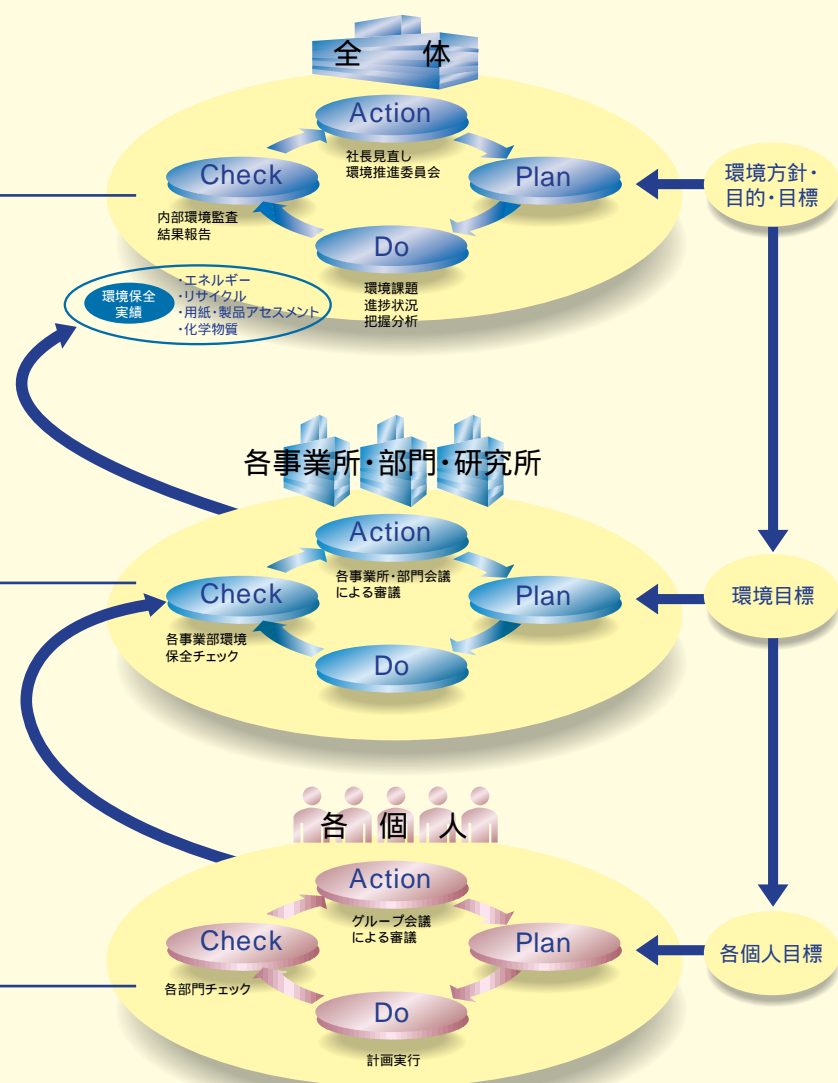 全 体
Action
社長見直し
環境推進委員会
Check
内部環境監査
結果報告
Plan
Do
環境課題
進捗状況
把握分析
環境方針・
目的・目標
環境保全
実績
・エネルギー
・リサイクル
・用紙・製品アセスメント
・化学物質
各事業所・部門・研究所
Action
各事業所・部門会議
による審議
Check
各事業部環境
保全チェック
Plan
Do
環境目標
各 個 人
Action
グループ会議
による審議
Check
各部門チェック
Plan
Do
計画実行
各個人目標